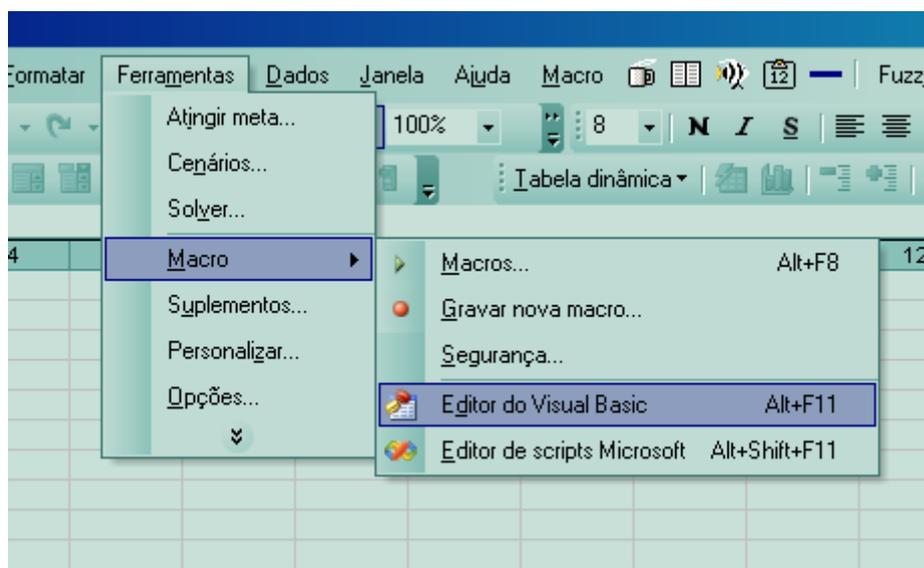 Formatar Ferramentas Dados Janela Ajuda Macro 12 Fuzz
100% 8 N I S
Tabela dinâmica
Atingir meta...
Cenários...
Solver...
Macro
Suplementos...
Personalizar...
Opções...
Macros... Alt+F8
Gravar nova macro...
Segurança...
Editor do Visual Basic Alt+F11
Editor de scripts Microsoft Alt+Shift+F11
4 12